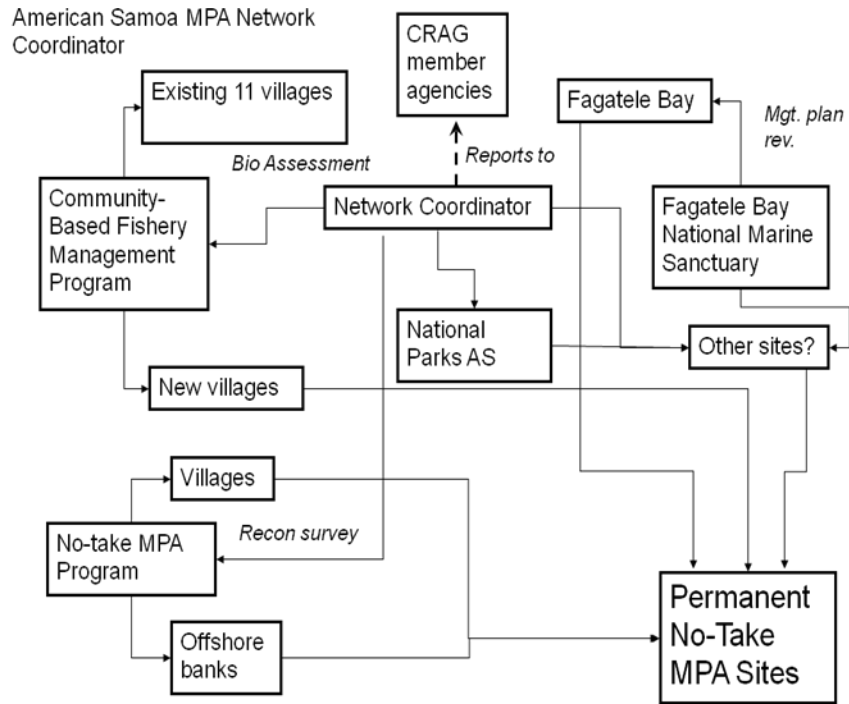 American Samoa MPA Network
Coordinator
CRAG
member
agencies
Existing 11 villages
Fagatele Bay
Mgt. plan
rev.
Bio Assessment
Reports to
Community-
Based Fishery
Management
Program
Network Coordinator
Fagatele Bay
National Marine
Sanctuary
National
Parks AS
Other sites?
New villages
Villages
No-take MPA
Program
Recon survey
Offshore
banks
Permanent
No-Take
MPA Sites